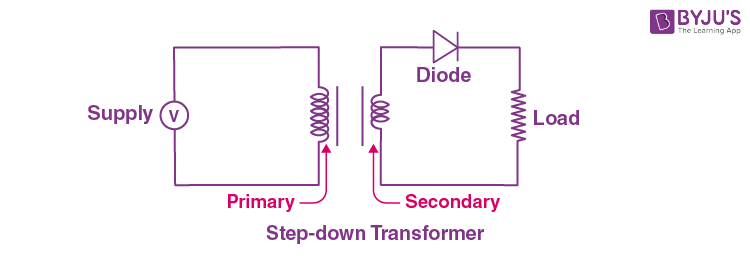 BYJU'S
The Learning App
Diode
Supply
V
Load
Primary
Secondary
Step-down Transformer